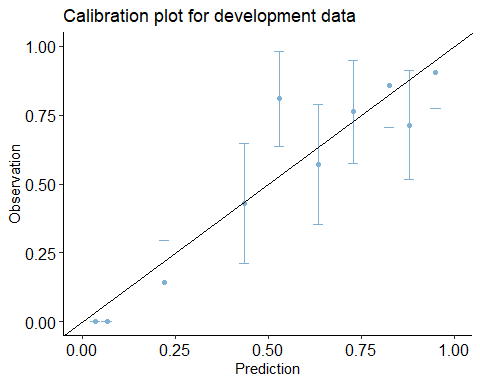 Calibration plot for development data
1.00
0.75
0.50
0.25
0.00
Observation
0.00 0.25 0.50 0.75 1.00
Prediction